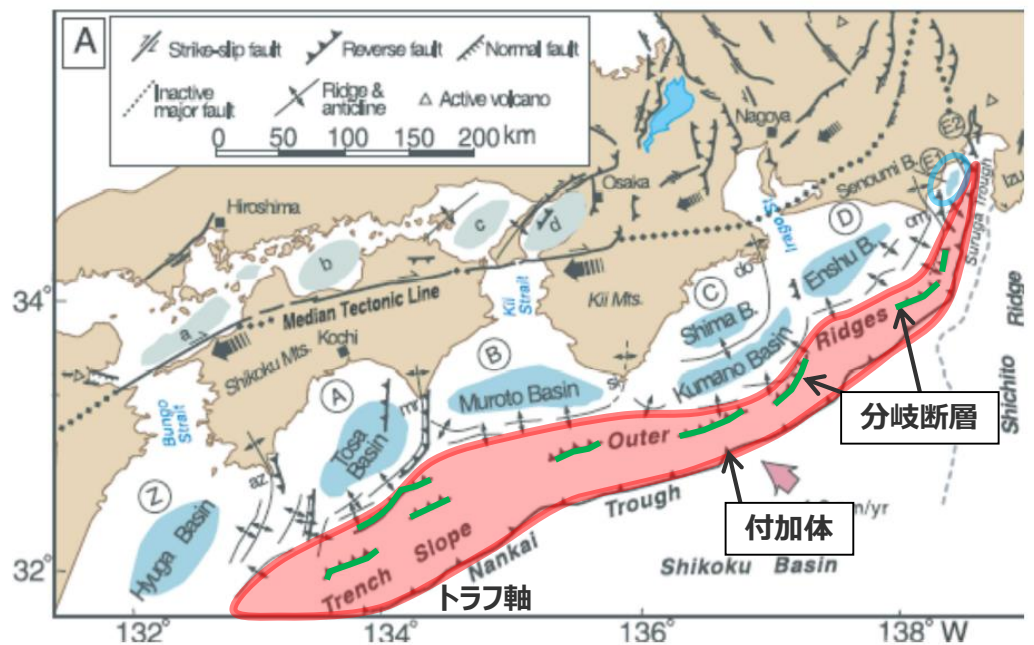 A
Strike-slip fault
Reverse fault
Normal fault
Inactive
major fault
Ridge &
anticline
Active volcano
0 50 100 150 200 km
Nagoya
E2
E1
Senoumi B.
Izu
Suruga Trough
Osaka
Hiroshima
c
d
b
a
D
Irago St.
Enshu B.
om
do
34°
Median Tectonic Line
Kii
Strait
Kii Mts.
C
Shima B.
Ridges
Ridge
Shichito
Kochi
Shikoku Mts.
B
A
Muroto Basin
Kumano Basin
分岐断層
Bungo
Strait
mr
Tosa
Basin
Outer
az
Z
Trough
付加体
m/yr
Hyuga Basin
Slope
Nankai
Trench
Shikoku Basin
32°
トラフ軸
132° 134° 136° 138° W